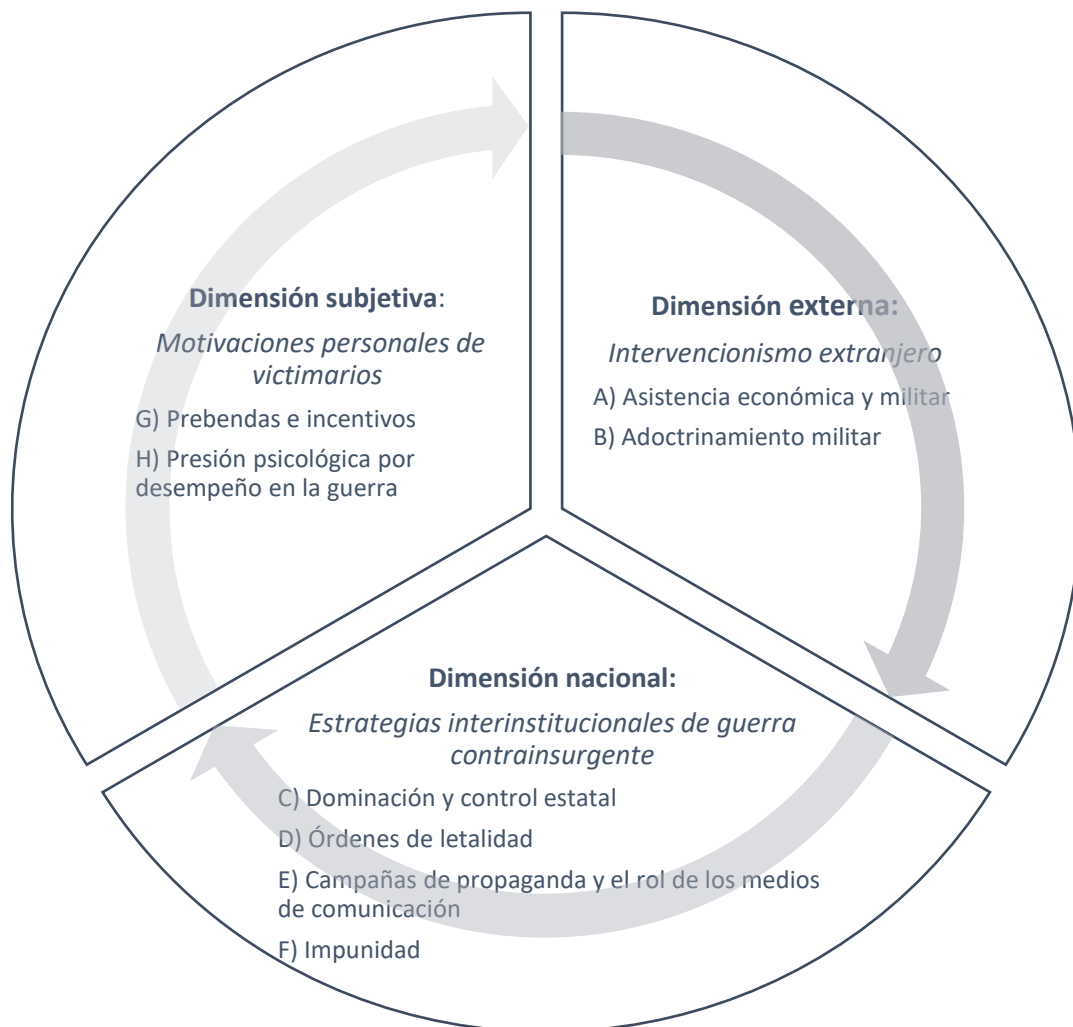 Dimensión subjetiva:
Motivaciones personales de
victimarios
G) Prebendas e incentivos
H) Presión psicológica por
desempeño en la guerra
Dimensión externa:
Intervencionismo extranjero
A) Asistencia económica y militar
B) Adoctrinamiento militar
Dimensión nacional:
Estrategias interinstitucionales de guerra
contrainsurgente
C) Dominación y control estatal
D) Órdenes de letalidad
E) Campañas de propaganda y el rol de los medios
de comunicación
F) Impunidad